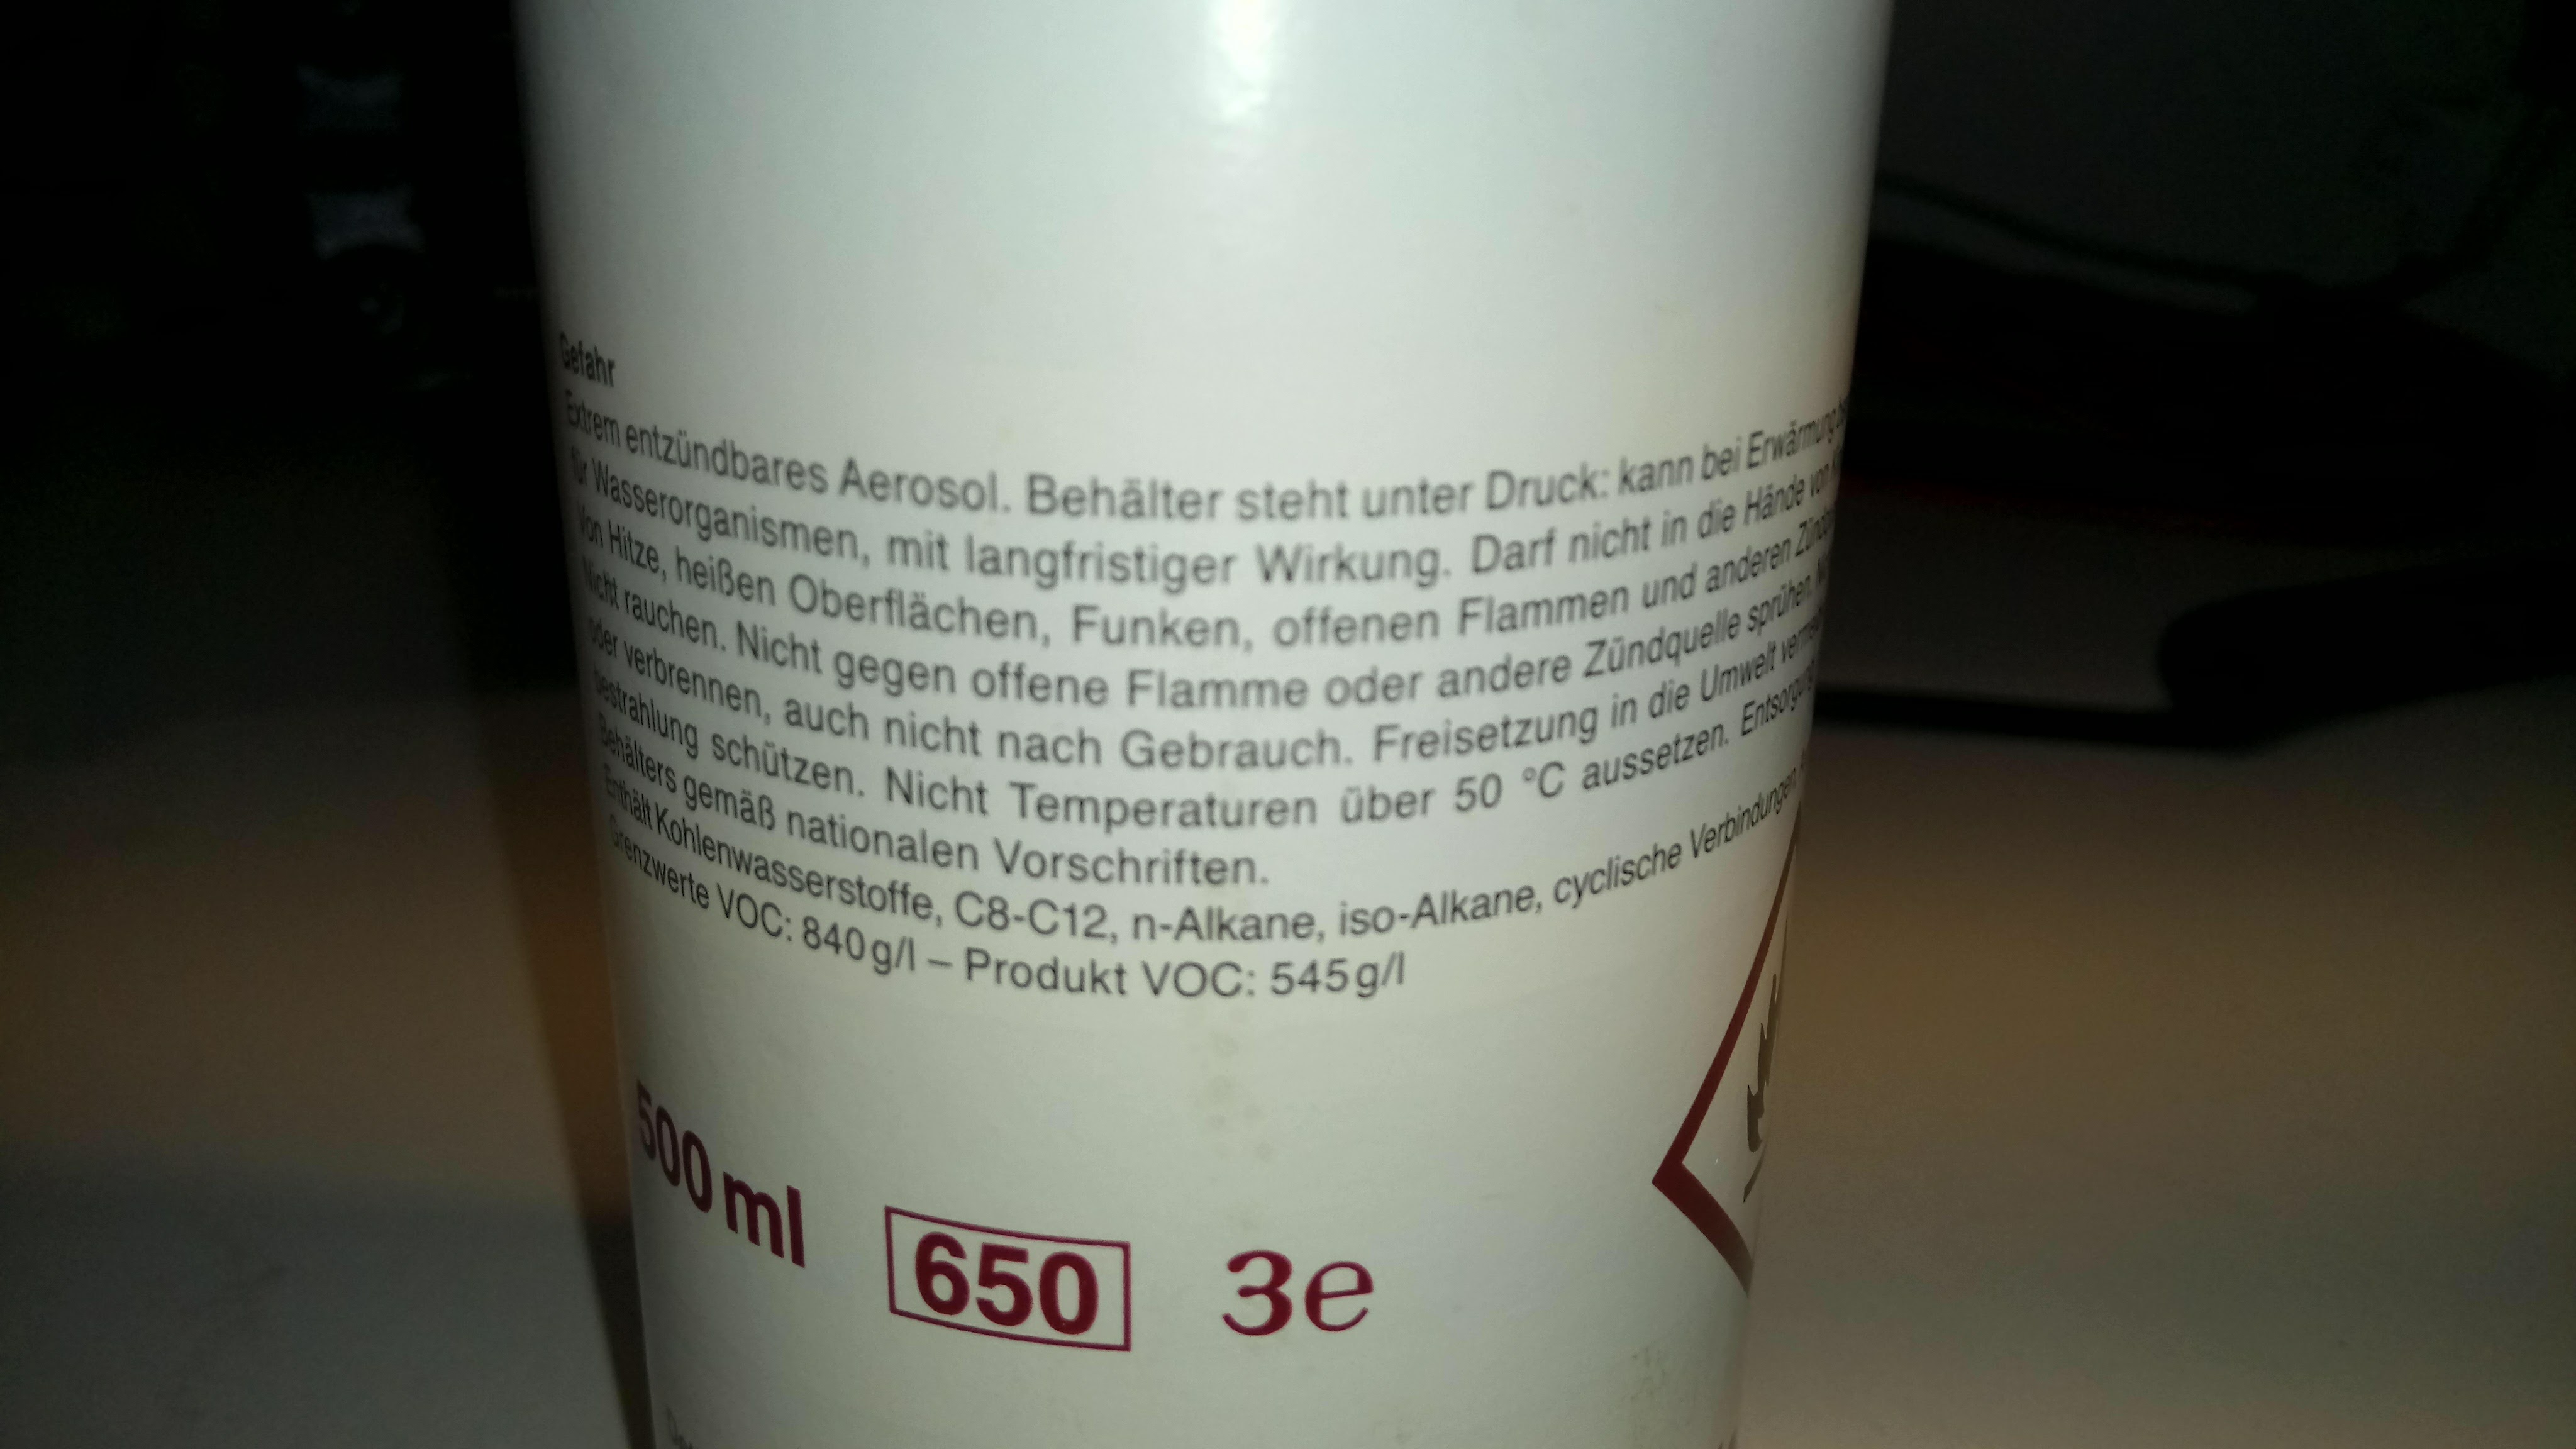 Gefahr
Extrem entzündbares Aerosol. Behälter steht unter Druck: kann bei Erwärmung
für Wasserorganismen, mit langfristiger Wirkung. Darf nicht in die Hände von
Von Hitze, heißen Oberflächen, Funken, offenen Flammen und anderen
Nicht rauchen. Nicht gegen offene Flamme oder andere Zündquelle sprühen.
oder verbrennen, auch nicht nach Gebrauch. Freisetzung in die Umwelt
bestrahlung schützen. Nicht Temperaturen über 50 °C aussetzen. Entsorgung
Behälters gemäß nationalen Vorschriften.
Enthält Kohlenwasserstoffe, C8-C12, n-Alkane, iso-Alkane, cyclische Verbindungen,
Grenzwerte VOC: 840 g/l – Produkt VOC: 545 g/l
500 ml
650
3e